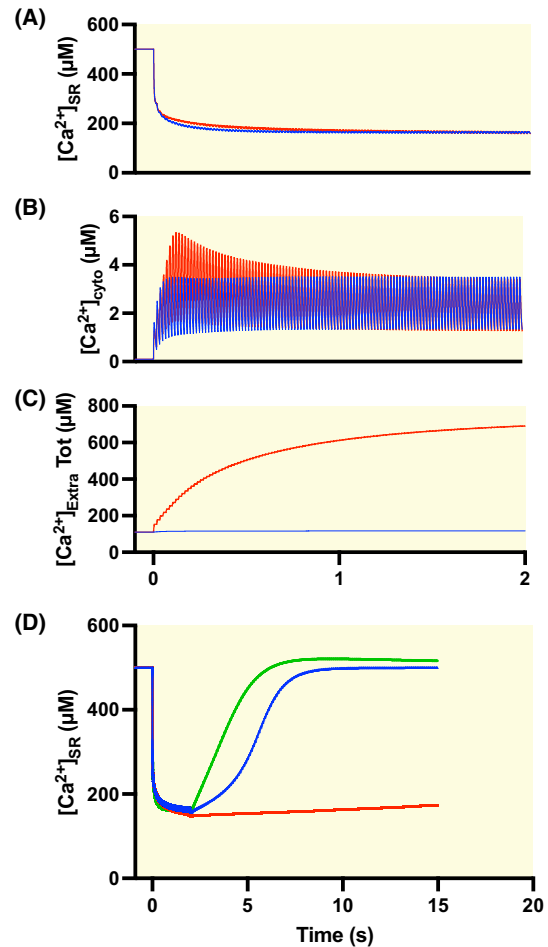 (A)
600
400
200
0
[Ca²⁺]SR (µM)
(B)
6
4
2
0
[Ca²⁺]cyto (µM)
(C)
800
600
400
200
0
[Ca²⁺]Extra Tot (µM)
0 1 2
(D)
600
400
200
0
[Ca²⁺]SR (µM)
0 5 10 15 20
Time (s)